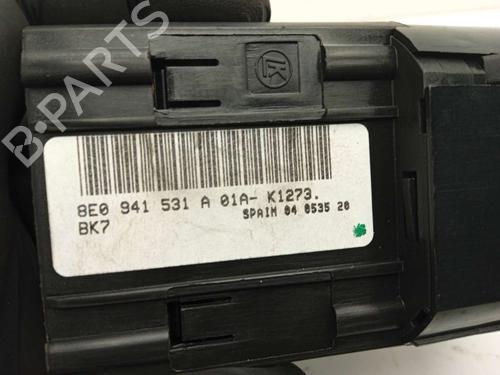 B-PARTS
8E0 941 531 A 01A- K1273.
SPAIN 04 0535 20
BK7